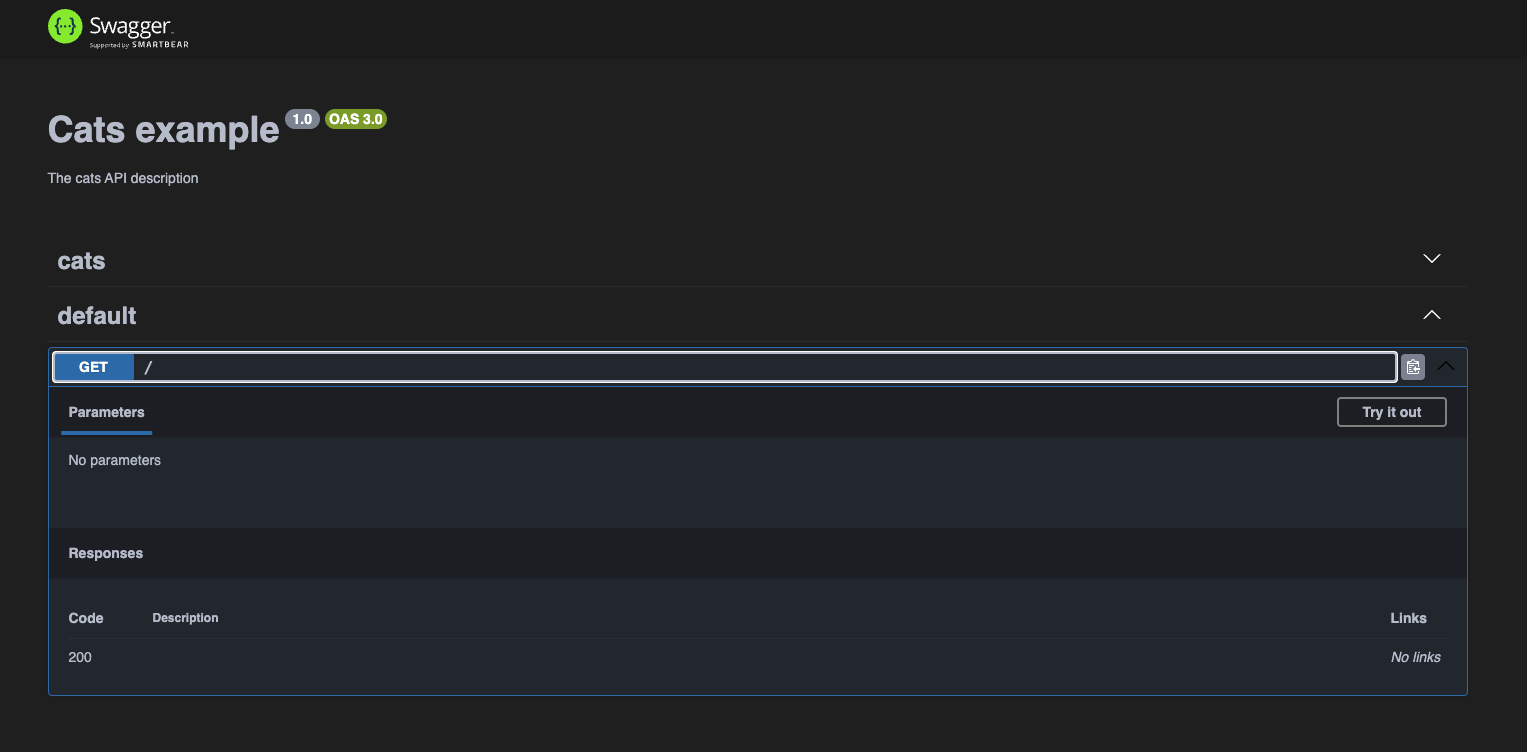 Swagger
Supported by SMARTBEAR
Cats example 1.0 OAS 3.0
The cats API description
cats
default
GET /
Parameters Try it out
No parameters
Responses
Code Description Links
200 No links